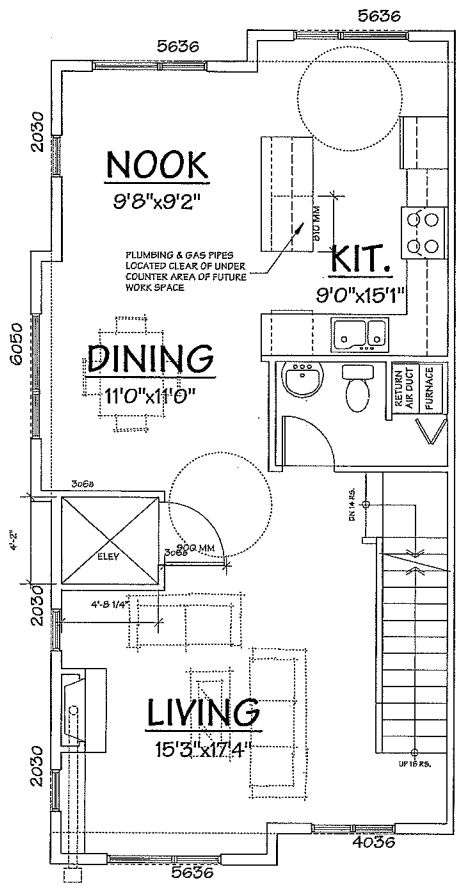 5636
5636
2030
NOOK
9'8"x9'2"
810 MM
PLUMBING & GAS PIPES
LOCATED CLEAR OF UNDER
COUNTER AREA OF FUTURE
WORK SPACE
KIT.
9'0"x15'1"
6050
DINING
11'0"x11'0"
RETURN
AIR DUCT
FURNACE
3068
DN 14 RS.
4'-2"
ELEV
3068
900 MM
2030
4'-8 1/4"
LIVING
15'3"x17'4"
2030
UP 16 RS.
4036
5636